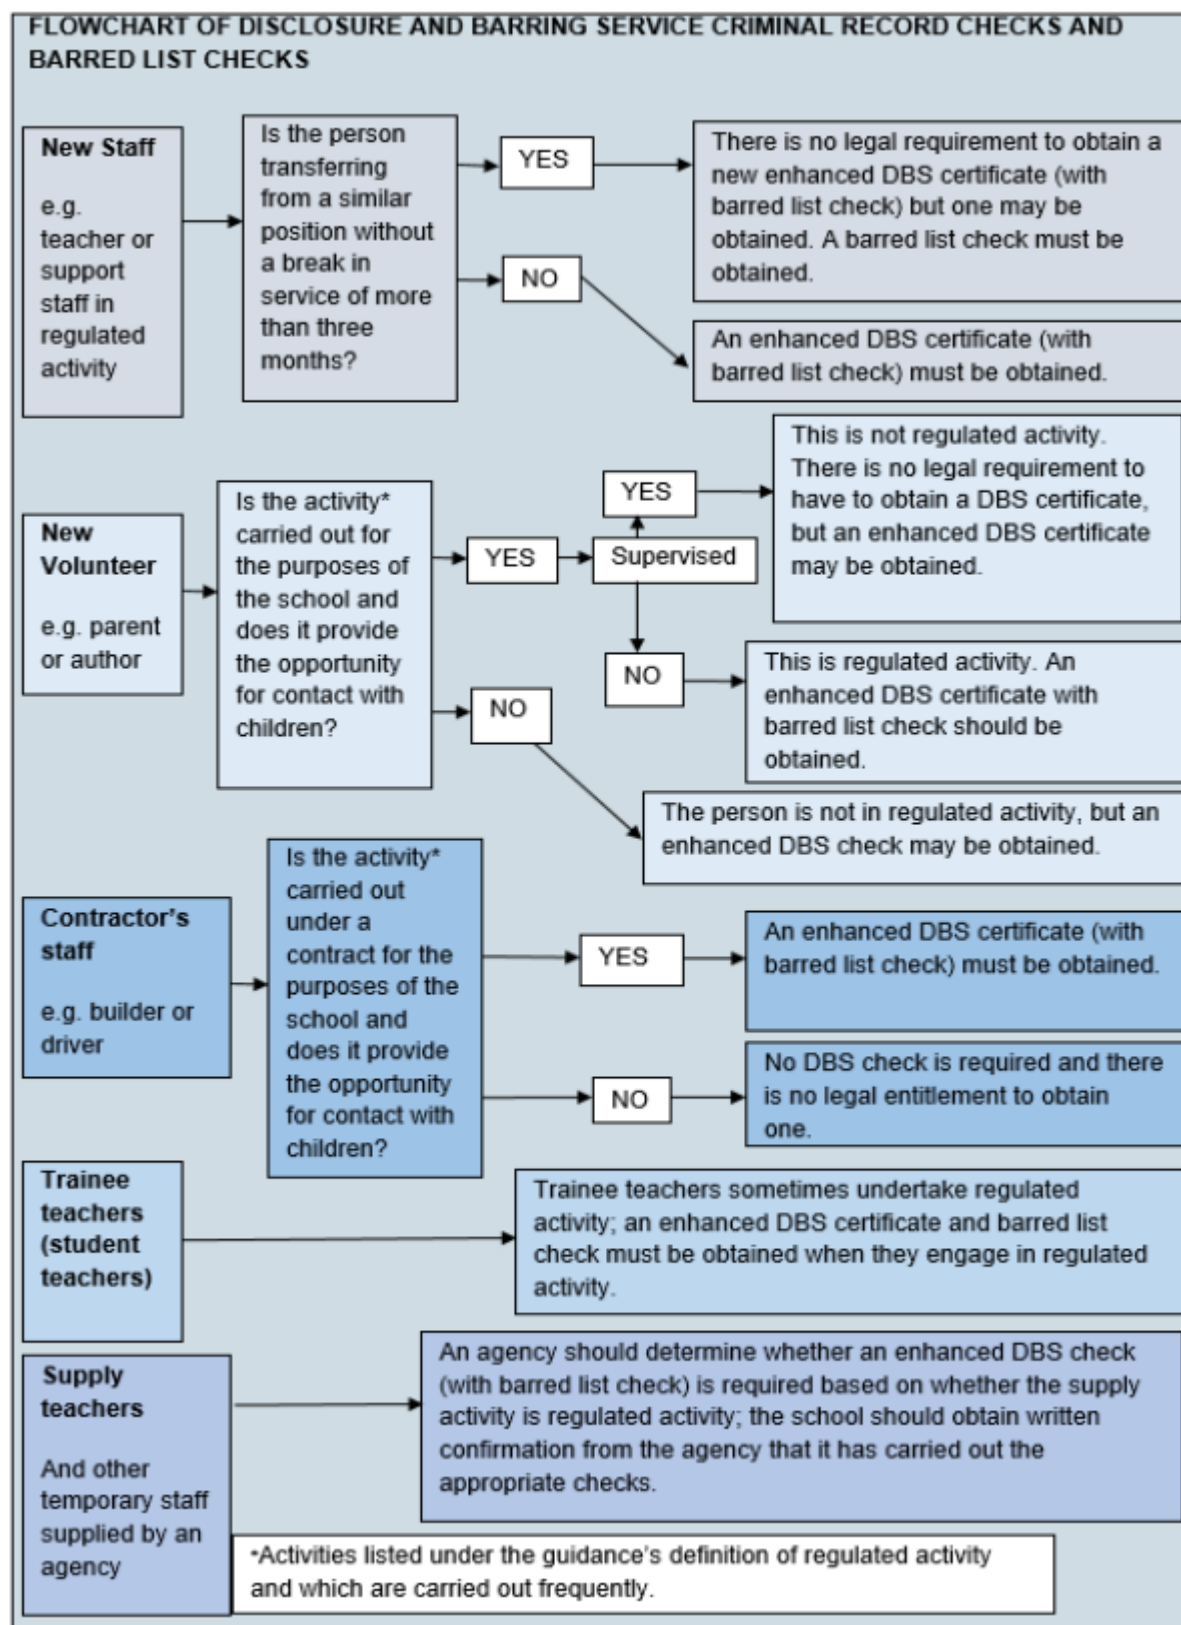 FLOWCHART OF DISCLOSURE AND BARRING SERVICE CRIMINAL RECORD CHECKS AND
BARRED LIST CHECKS
New Staff
e.g.
teacher or
support
staff in
regulated
activity
Is the person
transferring
from a similar
position without
a break in
service of more
than three
months?
YES
There is no legal requirement to obtain a
new enhanced DBS certificate (with
barred list check) but one may be
obtained. A barred list check must be
obtained.
NO
An enhanced DBS certificate (with
barred list check) must be obtained.
New
Volunteer
e.g. parent
or author
Is the activity*
carried out for
the purposes of
the school and
does it provide
the opportunity
for contact with
children?
YES
Supervised
YES
This is not regulated activity.
There is no legal requirement to
have to obtain a DBS certificate,
but an enhanced DBS certificate
may be obtained.
NO
This is regulated activity. An
enhanced DBS certificate with
barred list check should be
obtained.
NO
The person is not in regulated activity, but an
enhanced DBS check may be obtained.
Contractor's
staff
e.g. builder or
driver
Is the activity*
carried out
under a
contract for the
purposes of the
school and
does it provide
the opportunity
for contact with
children?
YES
An enhanced DBS certificate (with
barred list check) must be obtained.
NO
No DBS check is required and there
is no legal entitlement to obtain
one.
Trainee
teachers
(student
teachers)
Trainee teachers sometimes undertake regulated
activity; an enhanced DBS certificate and barred list
check must be obtained when they engage in regulated
activity.
Supply
teachers
And other
temporary staff
supplied by an
agency
An agency should determine whether an enhanced DBS check
(with barred list check) is required based on whether the supply
activity is regulated activity; the school should obtain written
confirmation from the agency that it has carried out the
appropriate checks.
*Activities listed under the guidance's definition of regulated activity
and which are carried out frequently.